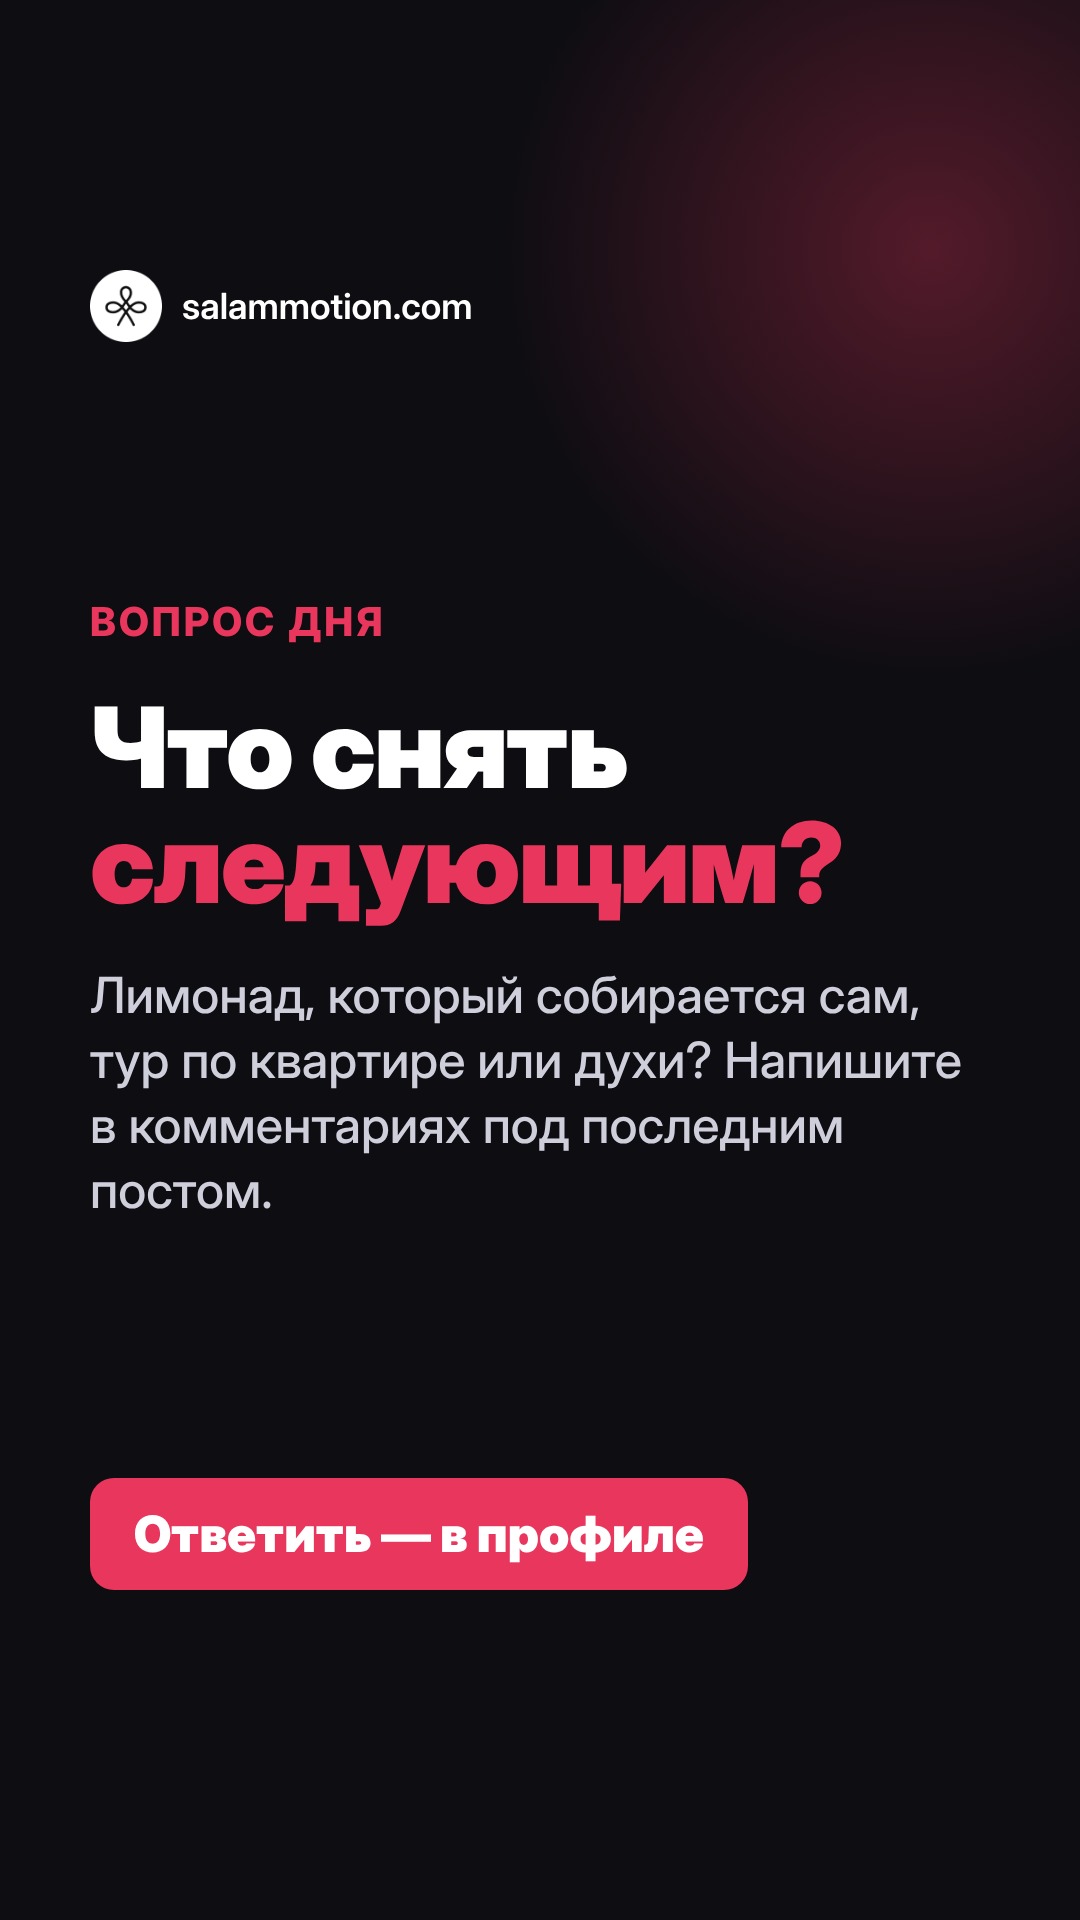 salammotion.com
ВОПРОС ДНЯ
Что снять
следующим?
Лимонад, который собирается сам,
тур по квартире или духи? Напишите
в комментариях под последним
постом.
Ответить — в профиле